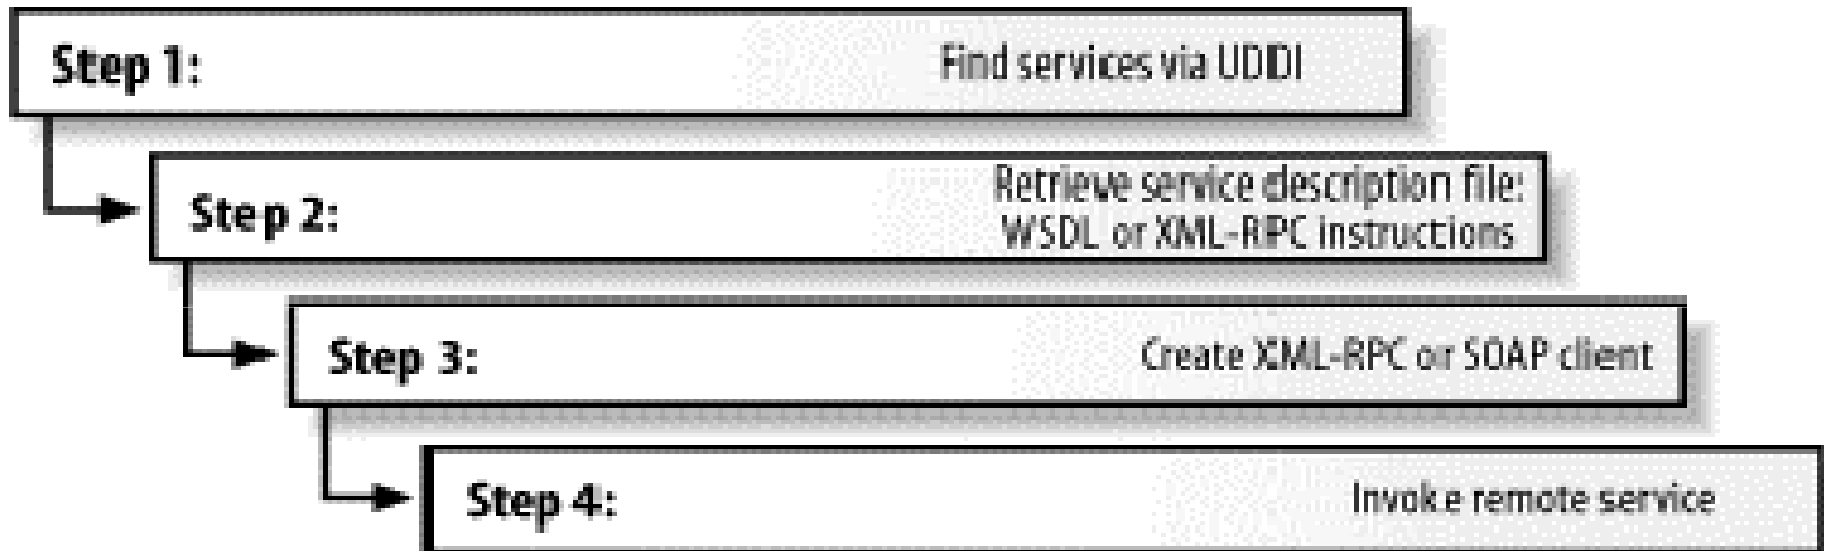 Step 1:
Find services via UDDI
Step 2:
Retrieve service description file:
WSDL or XML-RPC instructions
Step 3:
Create XML-RPC or SOAP client
Step 4:
Invoke remote service